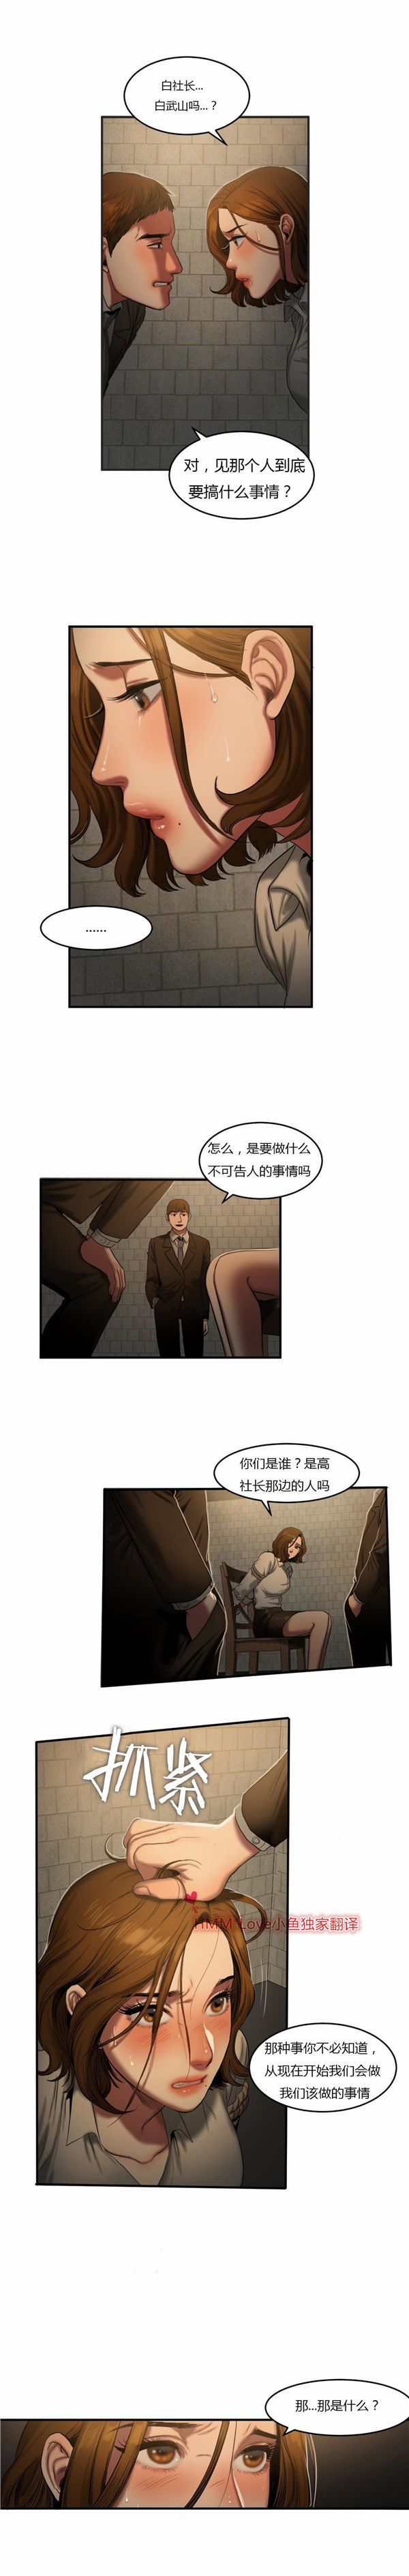 白社长...
白武山吗...？
对，见那个人到底
要搞什么事情？
......
怎么，是要做什么
不可告人的事情吗
你们是谁？是高
社长那边的人吗
抓紧
HMM-Love小鱼独家翻译
那种事你不必知道，
从现在开始我们会做
我们该做的事情
那...那是什么？